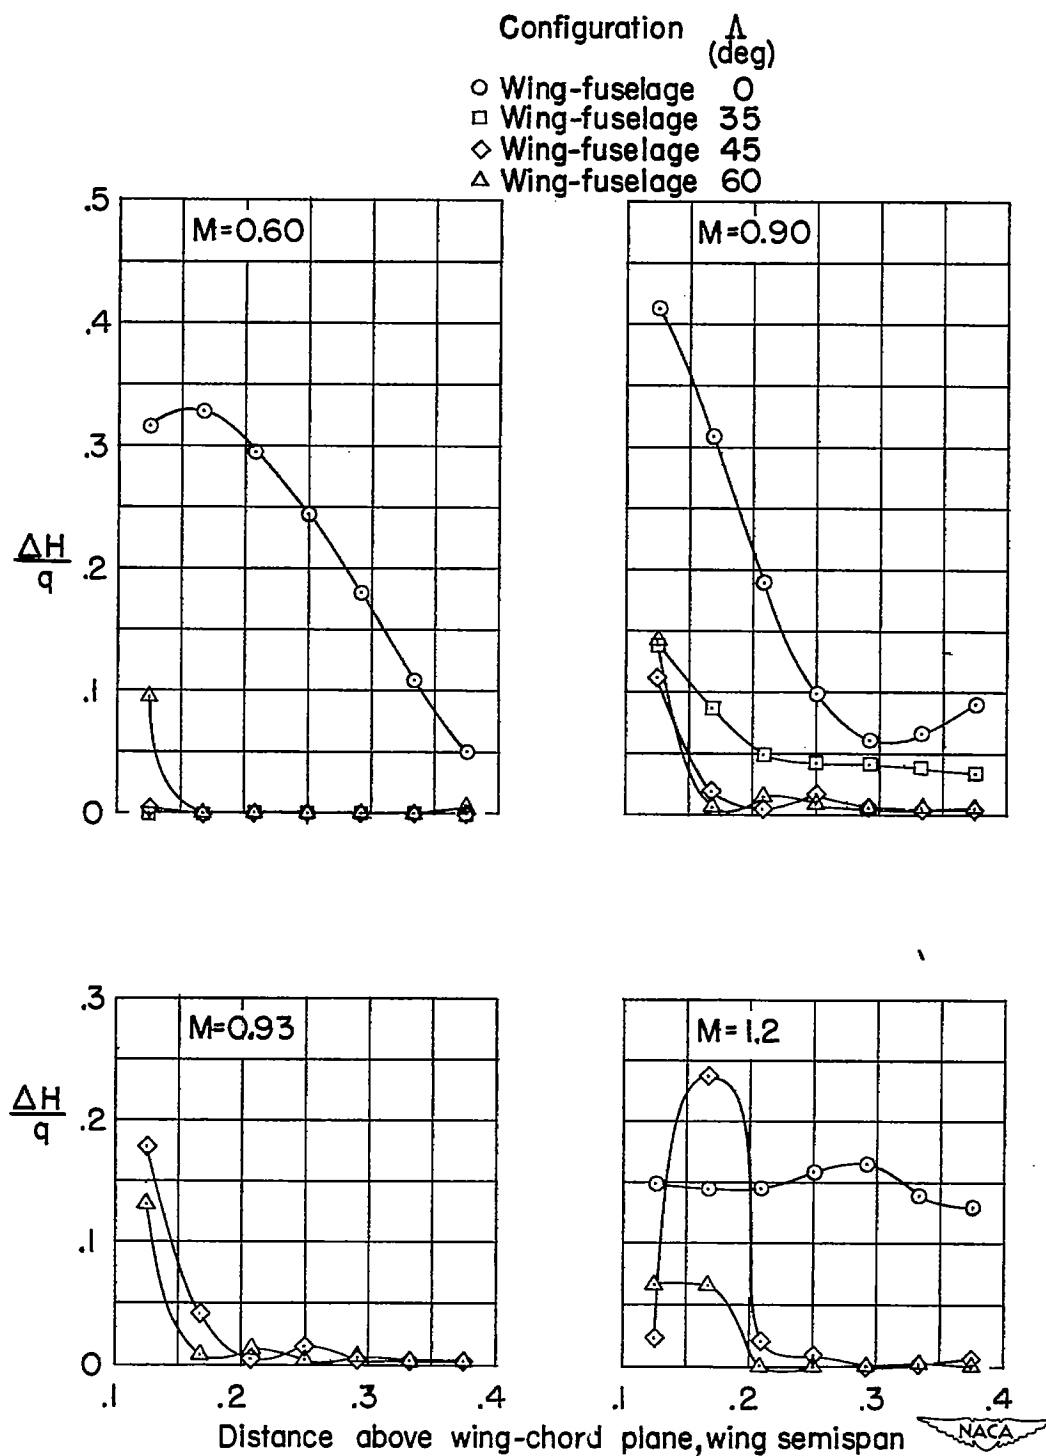 Configuration Λ
(deg)
Wing-fuselage 0
Wing-fuselage 35
Wing-fuselage 45
Wing-fuselage 60
M=0.60
M=0.90
.5
.4
.3
.2
.1
0
ΔH
q
M=0.93
M=1.2
.3
.2
.1
0
ΔH
q
.1 .2 .3 .4 .1 .2 .3 .4
Distance above wing-chord plane, wing semispan
NACA